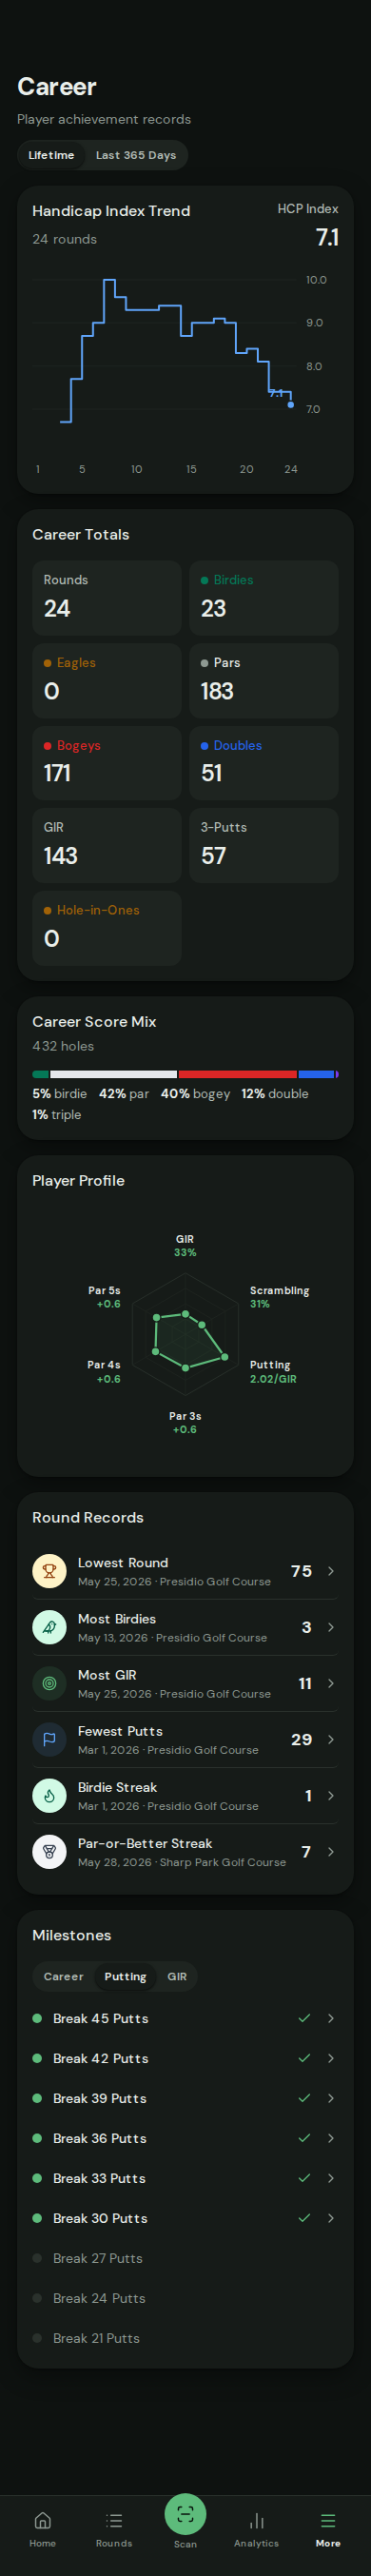 Career
Player achievement records
Lifetime Last 365 Days
Handicap Index Trend HCP Index
24 rounds 7.1
10.0
9.0
8.0
7.1
7.0
1 5 10 15 20 24
Career Totals
Rounds Birdies
24 23
Eagles Pars
0 183
Bogeys Doubles
171 51
GIR 3-Putts
143 57
Hole-in-Ones
0
Career Score Mix
432 holes
5% birdie 42% par 40% bogey 12% double
1% triple
Player Profile
GIR
33%
Par 5s Scrambling
+0.6 31%
Par 4s Putting
+0.6 2.02/GIR
Par 3s
+0.6
Round Records
Lowest Round
May 25, 2026 · Presidio Golf Course 75
Most Birdies
May 13, 2026 · Presidio Golf Course 3
Most GIR
May 25, 2026 · Presidio Golf Course 11
Fewest Putts
Mar 1, 2026 · Presidio Golf Course 29
Birdie Streak
Mar 1, 2026 · Presidio Golf Course 1
Par-or-Better Streak
May 28, 2026 · Sharp Park Golf Course 7
Milestones
Career Putting GIR
Break 45 Putts
Break 42 Putts
Break 39 Putts
Break 36 Putts
Break 33 Putts
Break 30 Putts
Break 27 Putts
Break 24 Putts
Break 21 Putts
Home Rounds Scan Analytics More